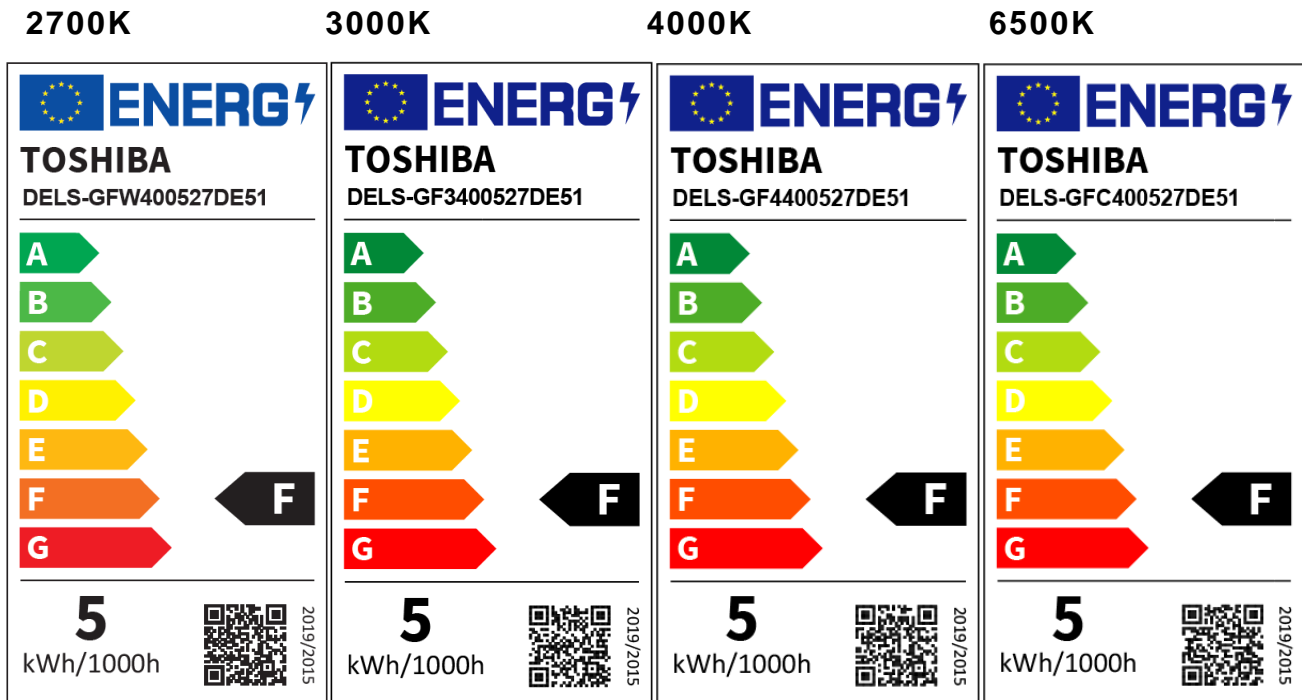 2700K
ENERG
TOSHIBA
DELS-GFW400527DE51
A
B
C
D
E
F
F
G
5
kWh/1000h
2019/2015
3000K
ENERG
TOSHIBA
DELS-GF3400527DE51
A
B
C
D
E
F
F
G
5
kWh/1000h
2019/2015
4000K
ENERG
TOSHIBA
DELS-GF4400527DE51
A
B
C
D
E
F
F
G
5
kWh/1000h
2019/2015
6500K
ENERG
TOSHIBA
DELS-GFC400527DE51
A
B
C
D
E
F
F
G
5
kWh/1000h
2019/2015